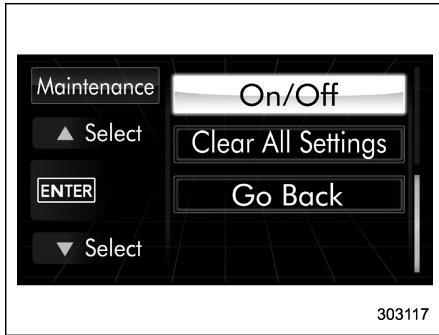 Maintenance
▲ Select
ENTER
▼ Select
On/Off
Clear All Settings
Go Back
303117